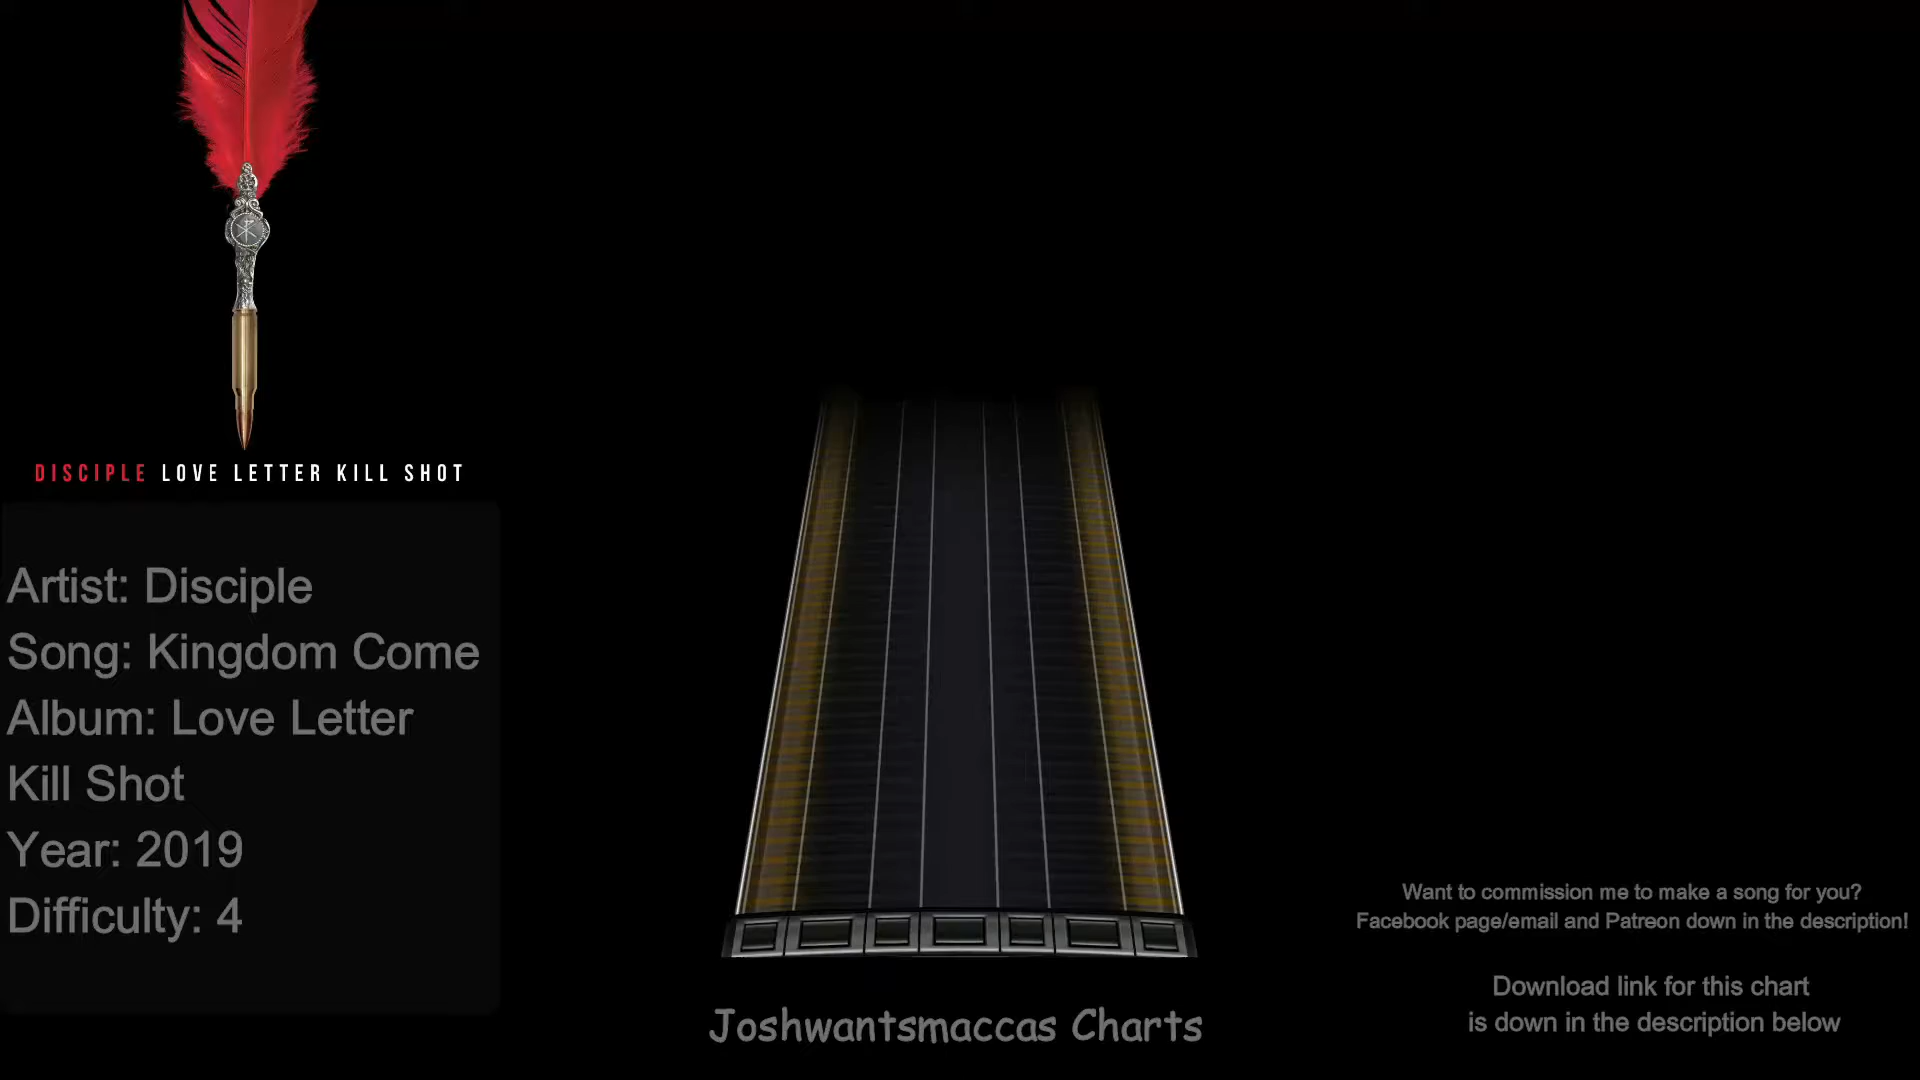 DISCIPLE LOVE LETTER KILL SHOT
Artist: Disciple
Song: Kingdom Come
Album: Love Letter
Kill Shot
Year: 2019
Difficulty: 4
Joshwantsmaccas Charts
Want to commission me to make a song for you?
Facebook page/email and Patreon down in the description!
Download link for this chart
is down in the description below